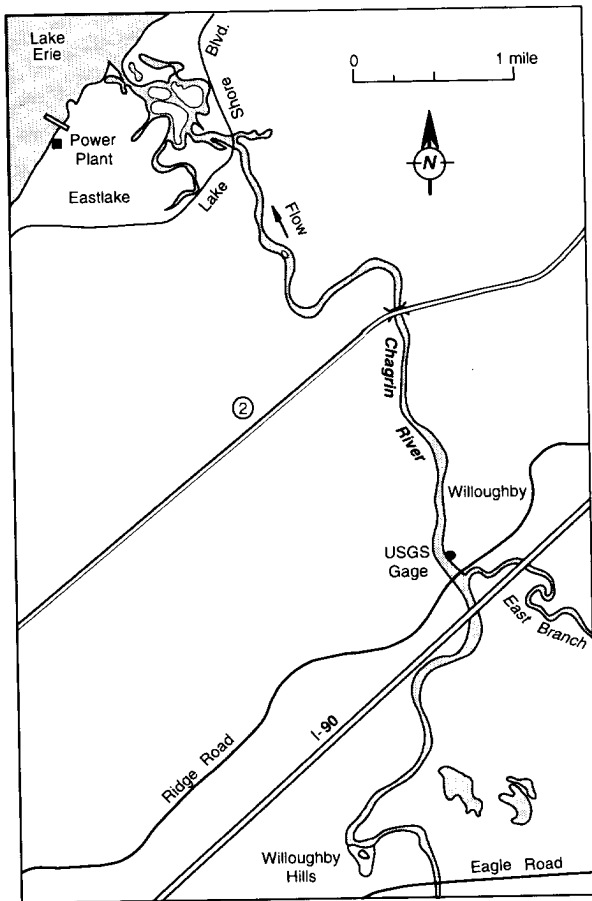 Lake
Erie
Shore Blvd.
0 1 mile
Power
Plant
N
Eastlake
Lake
Flow
Chagrin
River
2
Willoughby
USGS
Gage
East Branch
I-90
Ridge Road
Willoughby
Hills
Eagle Road